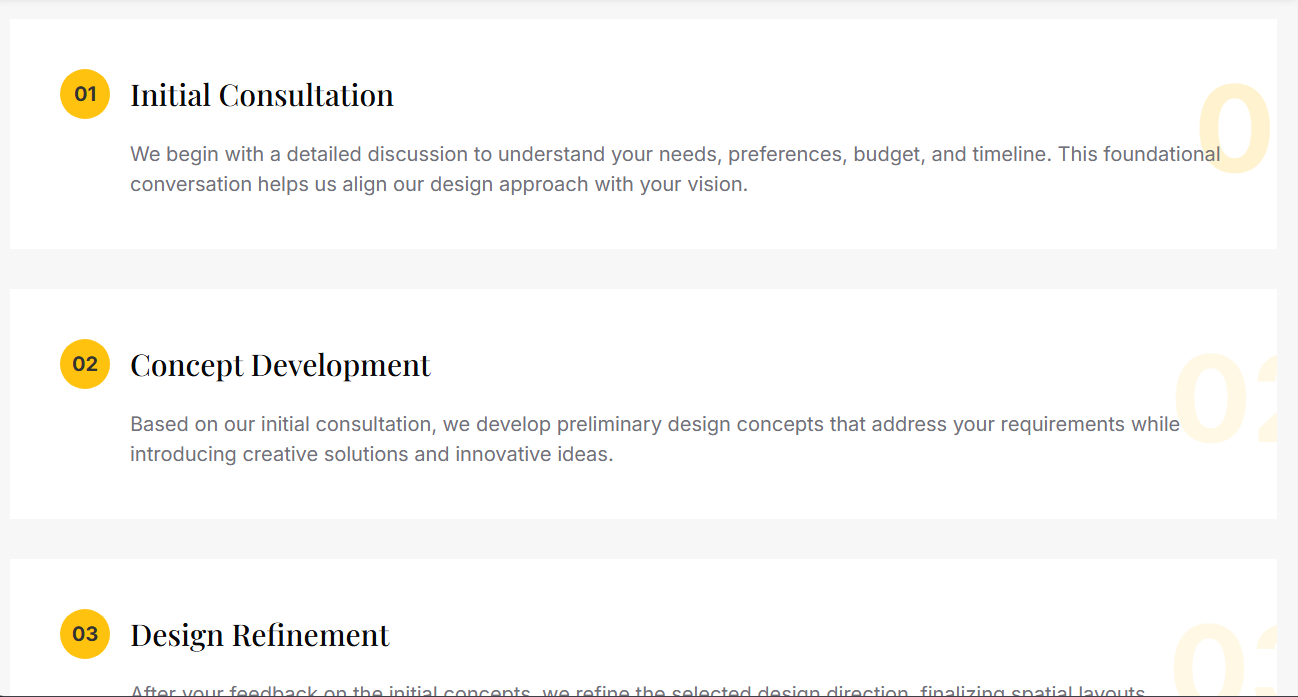 01 Initial Consultation 0
We begin with a detailed discussion to understand your needs, preferences, budget, and timeline. This foundational
conversation helps us align our design approach with your vision.
02 Concept Development 02
Based on our initial consultation, we develop preliminary design concepts that address your requirements while
introducing creative solutions and innovative ideas.
03 Design Refinement 03
After your feedback on the initial concepts, we refine the selected design direction, finalizing spatial layouts,